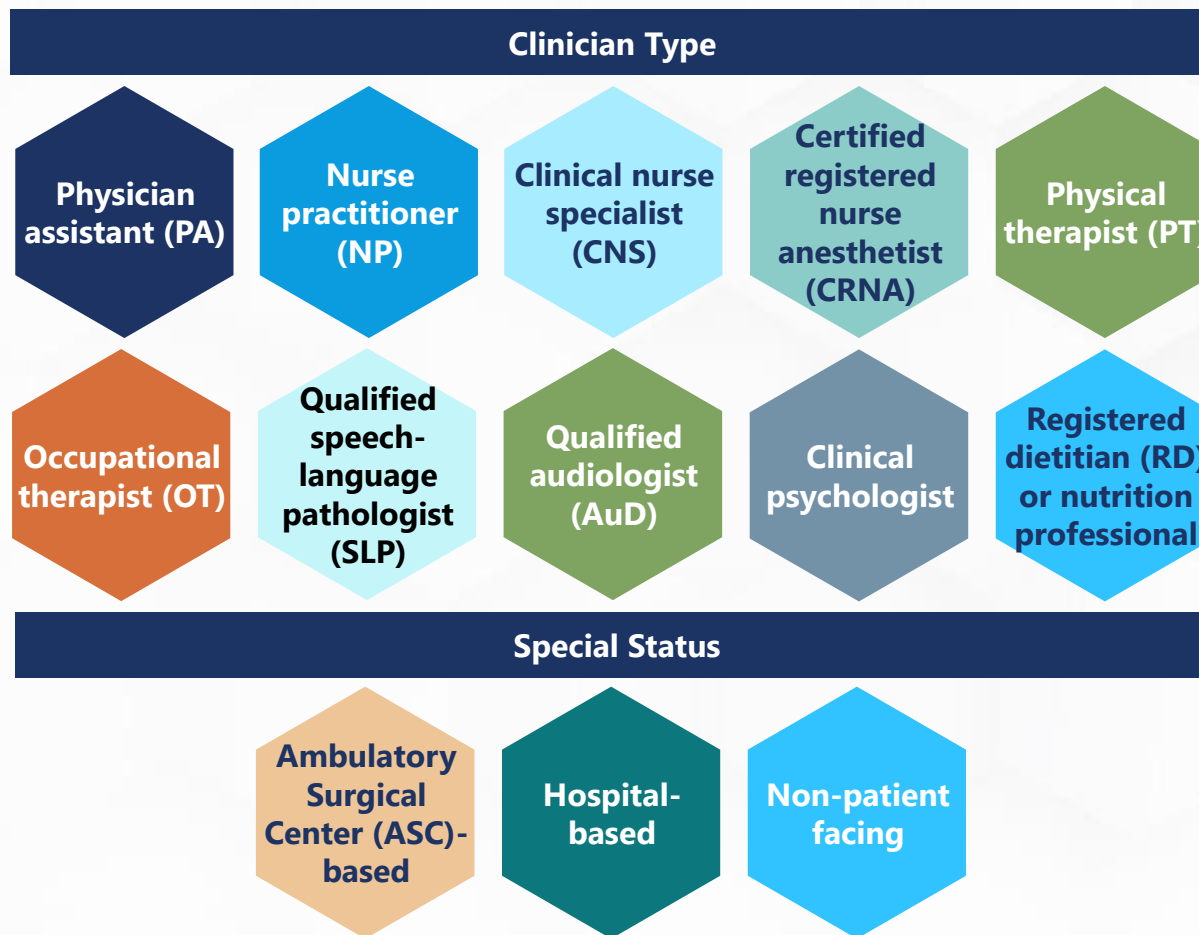 Clinician Type
Physician
assistant (PA)
Nurse
practitioner
(NP)
Clinical nurse
specialist
(CNS)
Certified
registered
nurse
anesthetist
(CRNA)
Physical
therapist (PT)
Occupational
therapist (OT)
Qualified
speech-
language
pathologist
(SLP)
Qualified
audiologist
(AuD)
Clinical
psychologist
Registered
dietitian (RD)
or nutrition
professional
Special Status
Ambulatory
Surgical
Center (ASC)-
based
Hospital-
based
Non-patient
facing